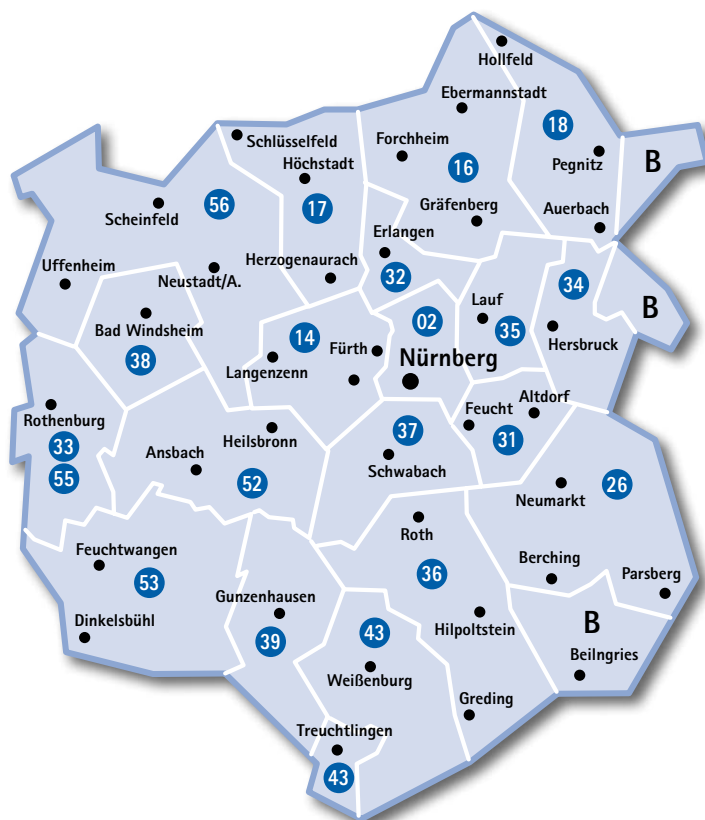 Hollfeld
Ebermannstadt
18
Schlüsselfeld
Forchheim
Pegnitz
B
Höchstadt
16
17
56
Scheinfeld
Gräfenberg
Auerbach
Erlangen
Uffenheim
Neustadt/A.
Herzogenaurach
32
34
B
Lauf
02
35
Bad Windsheim
14
Hersbruck
38
Fürth
Nürnberg
Langenzenn
Rothenburg
Altdorf
Feucht
33
Heilsbronn
37
31
Ansbach
Schwabach
55
52
26
Neumarkt
Roth
Feuchtwangen
53
36
Berching
Parsberg
Gunzenhausen
Dinkelsbühl
39
43
Hilpoltstein
B
Beilngries
Weißenburg
Greding
Treuchtlingen
43